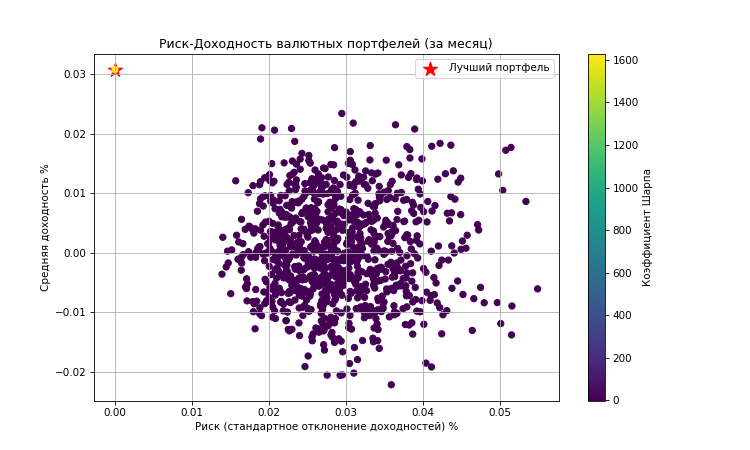 Риск-Доходность валютных портфелей (за месяц)
Лучший портфель
Средняя доходность %
0.03
0.02
0.01
0.00
−0.01
−0.02
0.00 0.01 0.02 0.03 0.04 0.05
Риск (стандартное отклонение доходностей) %
1600
1400
1200
1000
800
600
400
200
0
Коэффициент Шарпа